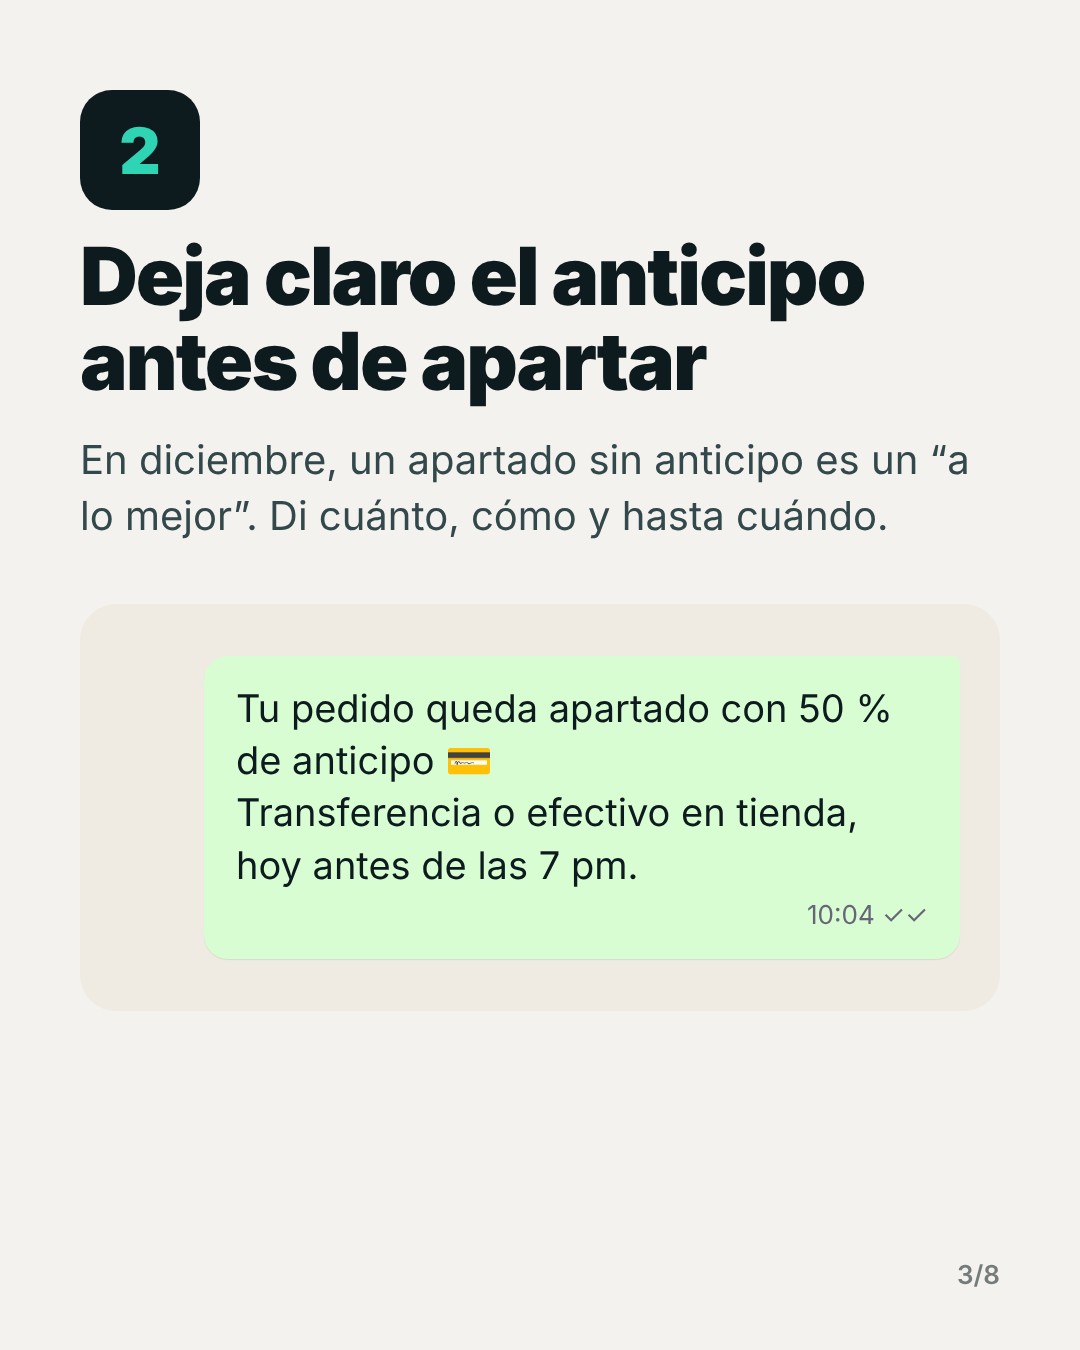 2
Deja claro el anticipo
antes de apartar
En diciembre, un apartado sin anticipo es un “a
lo mejor”. Di cuánto, cómo y hasta cuándo.
Tu pedido queda apartado con 50 %
de anticipo 💳
Transferencia o efectivo en tienda,
hoy antes de las 7 pm.
10:04 ✓✓
3/8